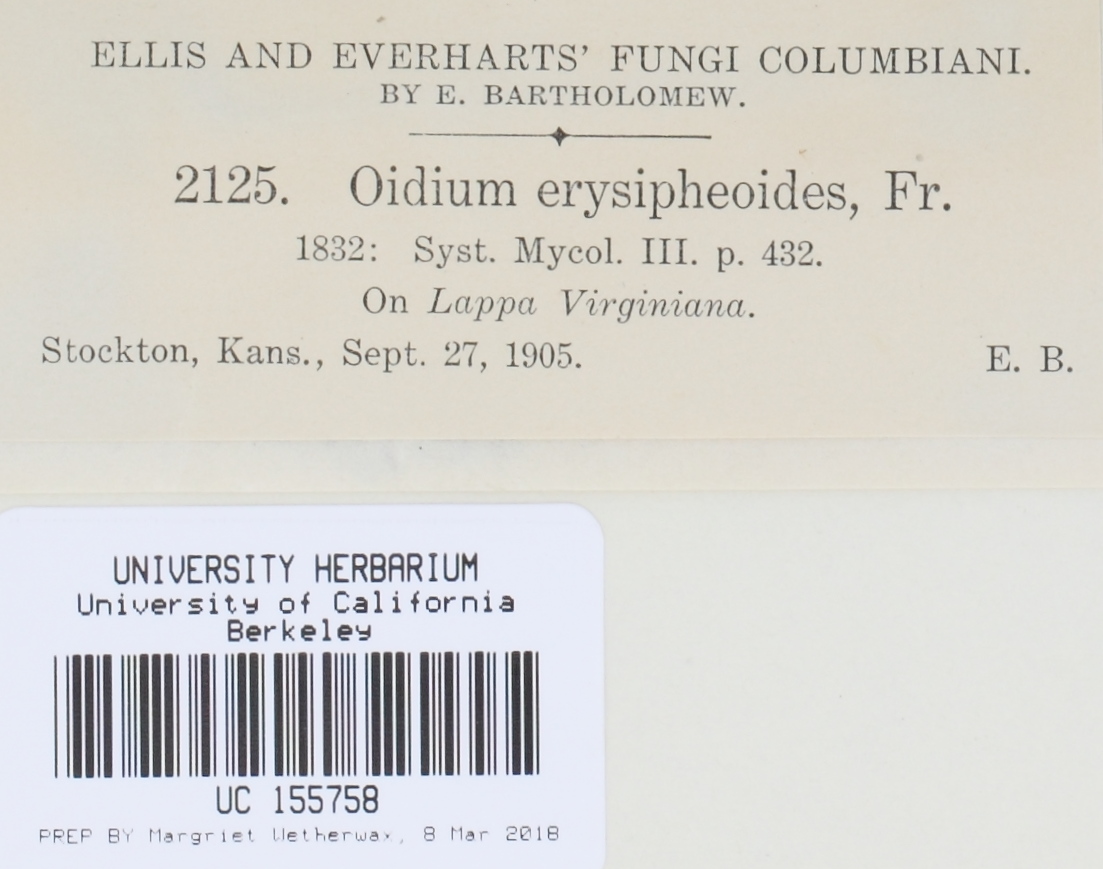 ELLIS AND EVERHARTS' FUNGI COLUMBIANI.
BY E. BARTHOLOMEW.
2125. Oidium erysipheoides, Fr.
1832: Syst. Mycol. III. p. 432.
On Lappa Virginiana.
Stockton, Kans., Sept. 27, 1905. E. B.
UNIVERSITY HERBARIUM
University of California
Berkeley
UC 155758
PREP BY Margriet Wetherwax, 8 Mar 2018